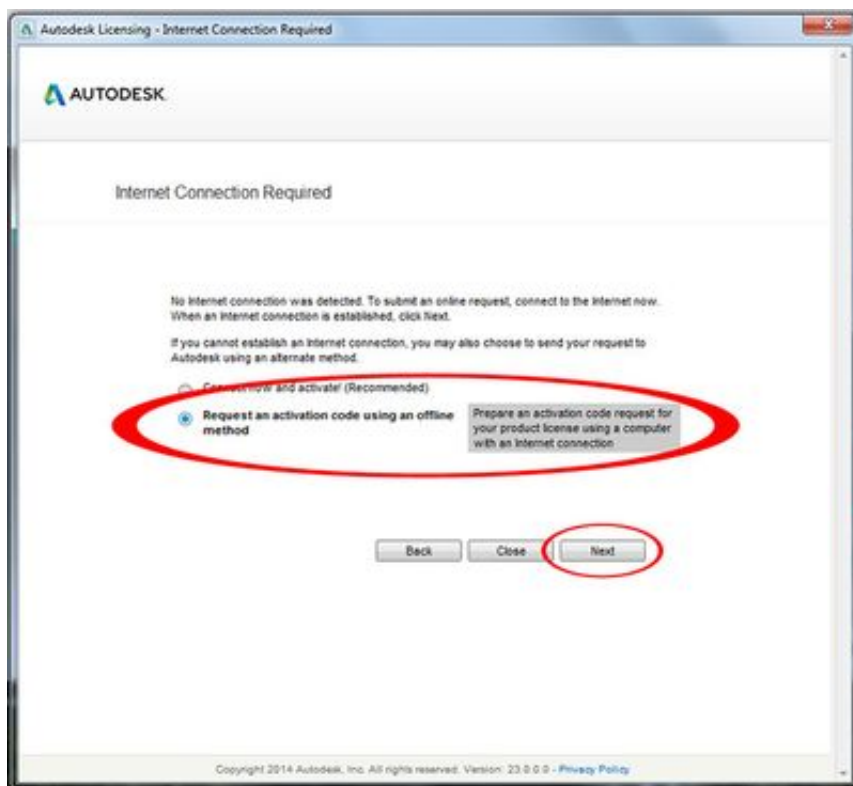 Autodesk Licensing - Internet Connection Required
AUTODESK.
Internet Connection Required
No Internet connection was detected. To submit an online request, connect to the Internet now.
When an Internet connection is established, click Next.
If you cannot establish an Internet connection, you may also choose to send your request to
Autodesk using an alternate method.
Connect now and activate! (Recommended)
Request an activation code using an offline
method
Prepare an activation code request for
your product license using a computer
with an Internet connection
Back Close Next
Copyright 2014 Autodesk, Inc. All rights reserved. Version: 23.0.0.0 - Privacy Policy